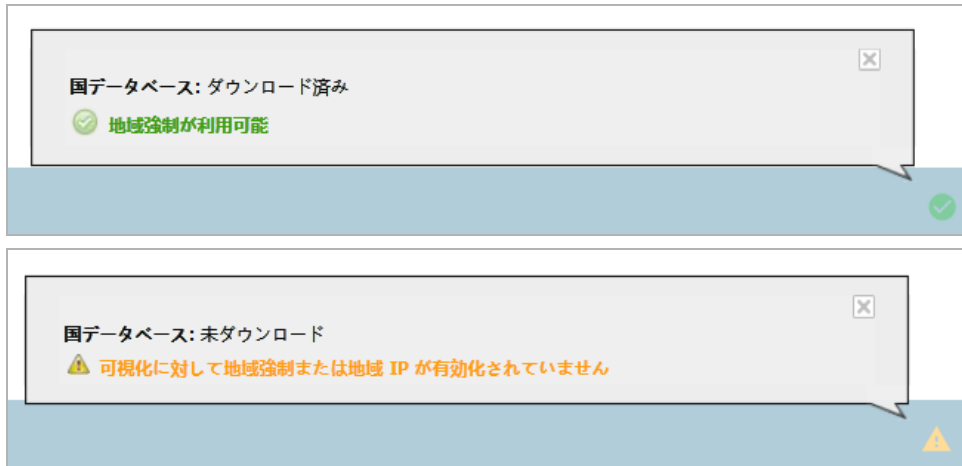 国データベース: ダウンロード済み
地域強制が利用可能
国データベース: 未ダウンロード
可視化に対して地域強制または地域 IP が有効化されていません